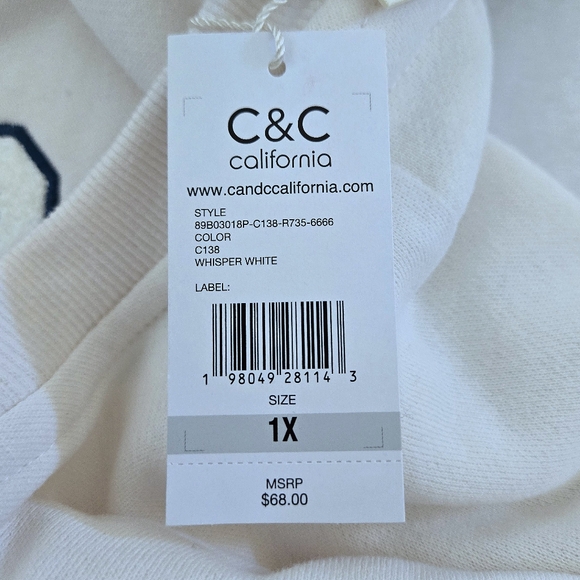 C&C
california
www.candccalifornia.com
STYLE
89B03018P-C138-R735-6666
COLOR
C138
WHISPER WHITE
LABEL:
1 98049 28114 3
SIZE
1X
MSRP
$68.00